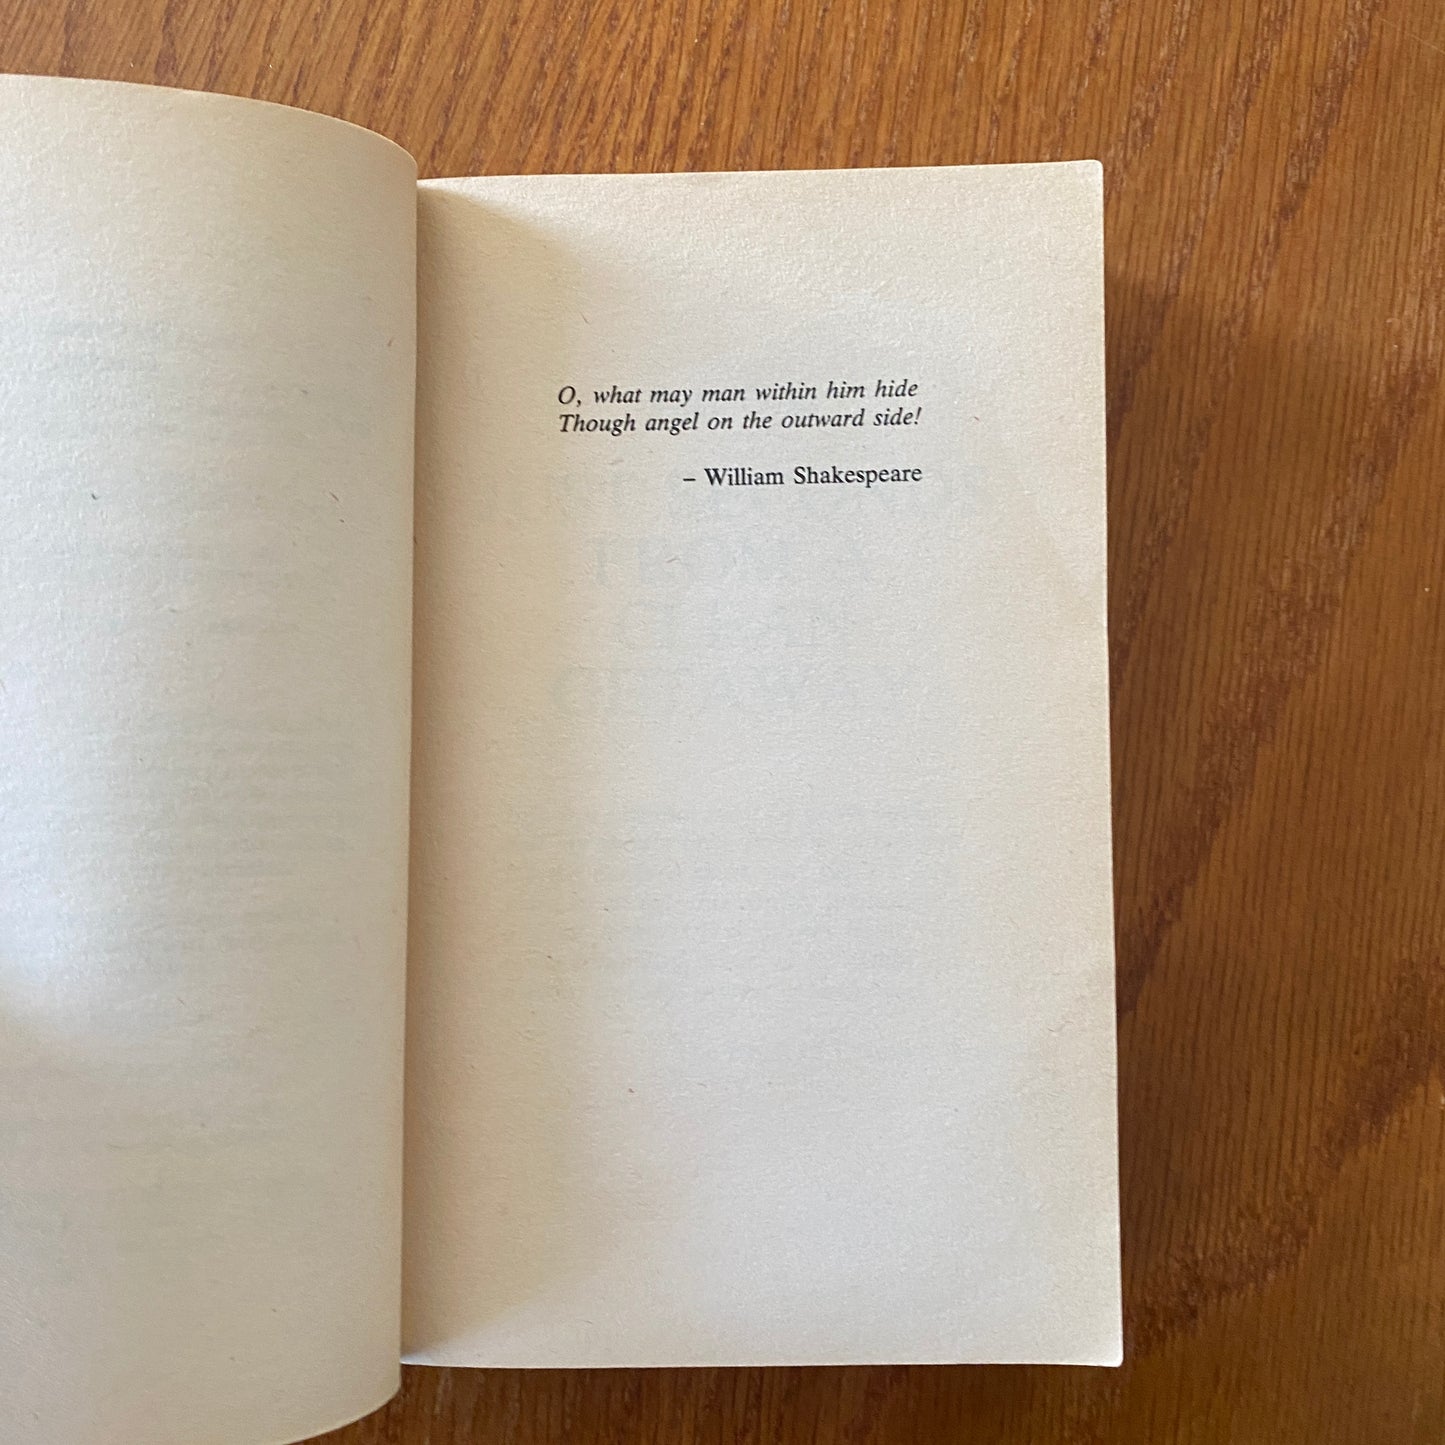 O, what may man within him hide
Though angel on the outward side!
– William Shakespeare